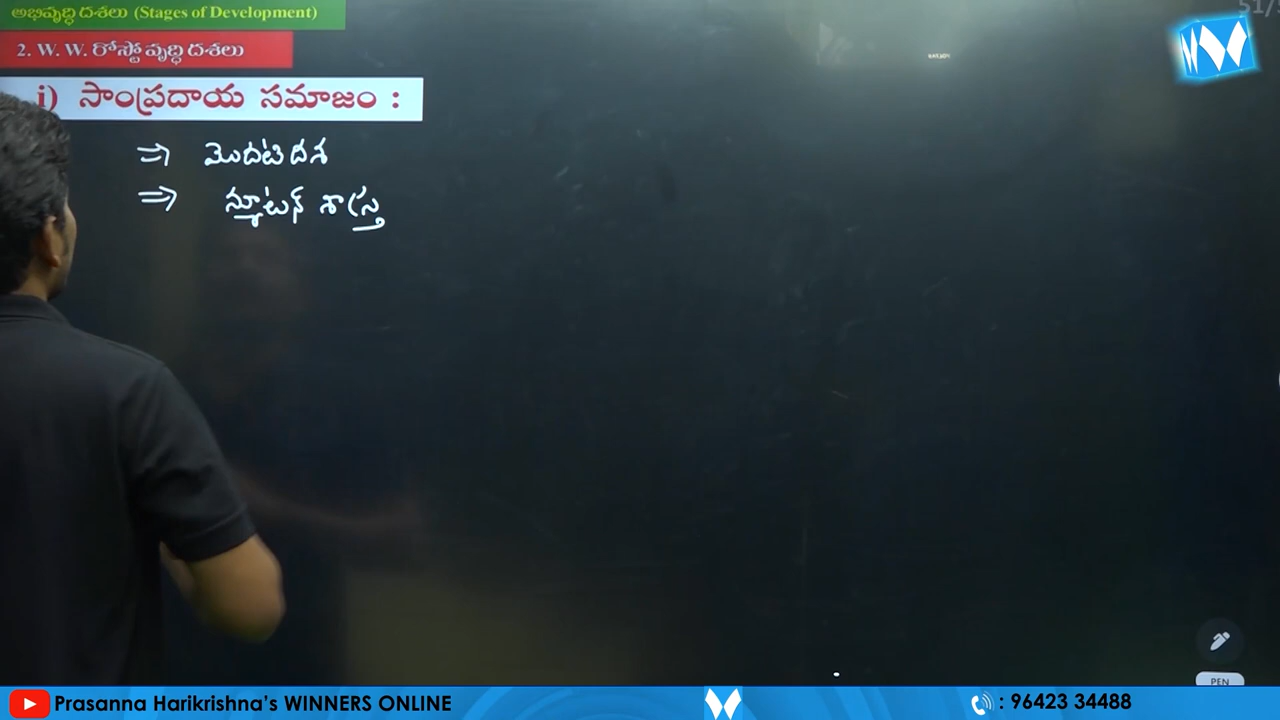 అభివృద్ధి దశలు (Stages of Development)
51/
2. W. W. రోస్టో వృద్ధి దశలు
i) సాంప్రదాయ సమాజం :
⇒ మొదటి దశ
⇒ న్యూటన్ శాస్త్ర
PEN
Prasanna Harikrishna's WINNERS ONLINE
: 96423 34488